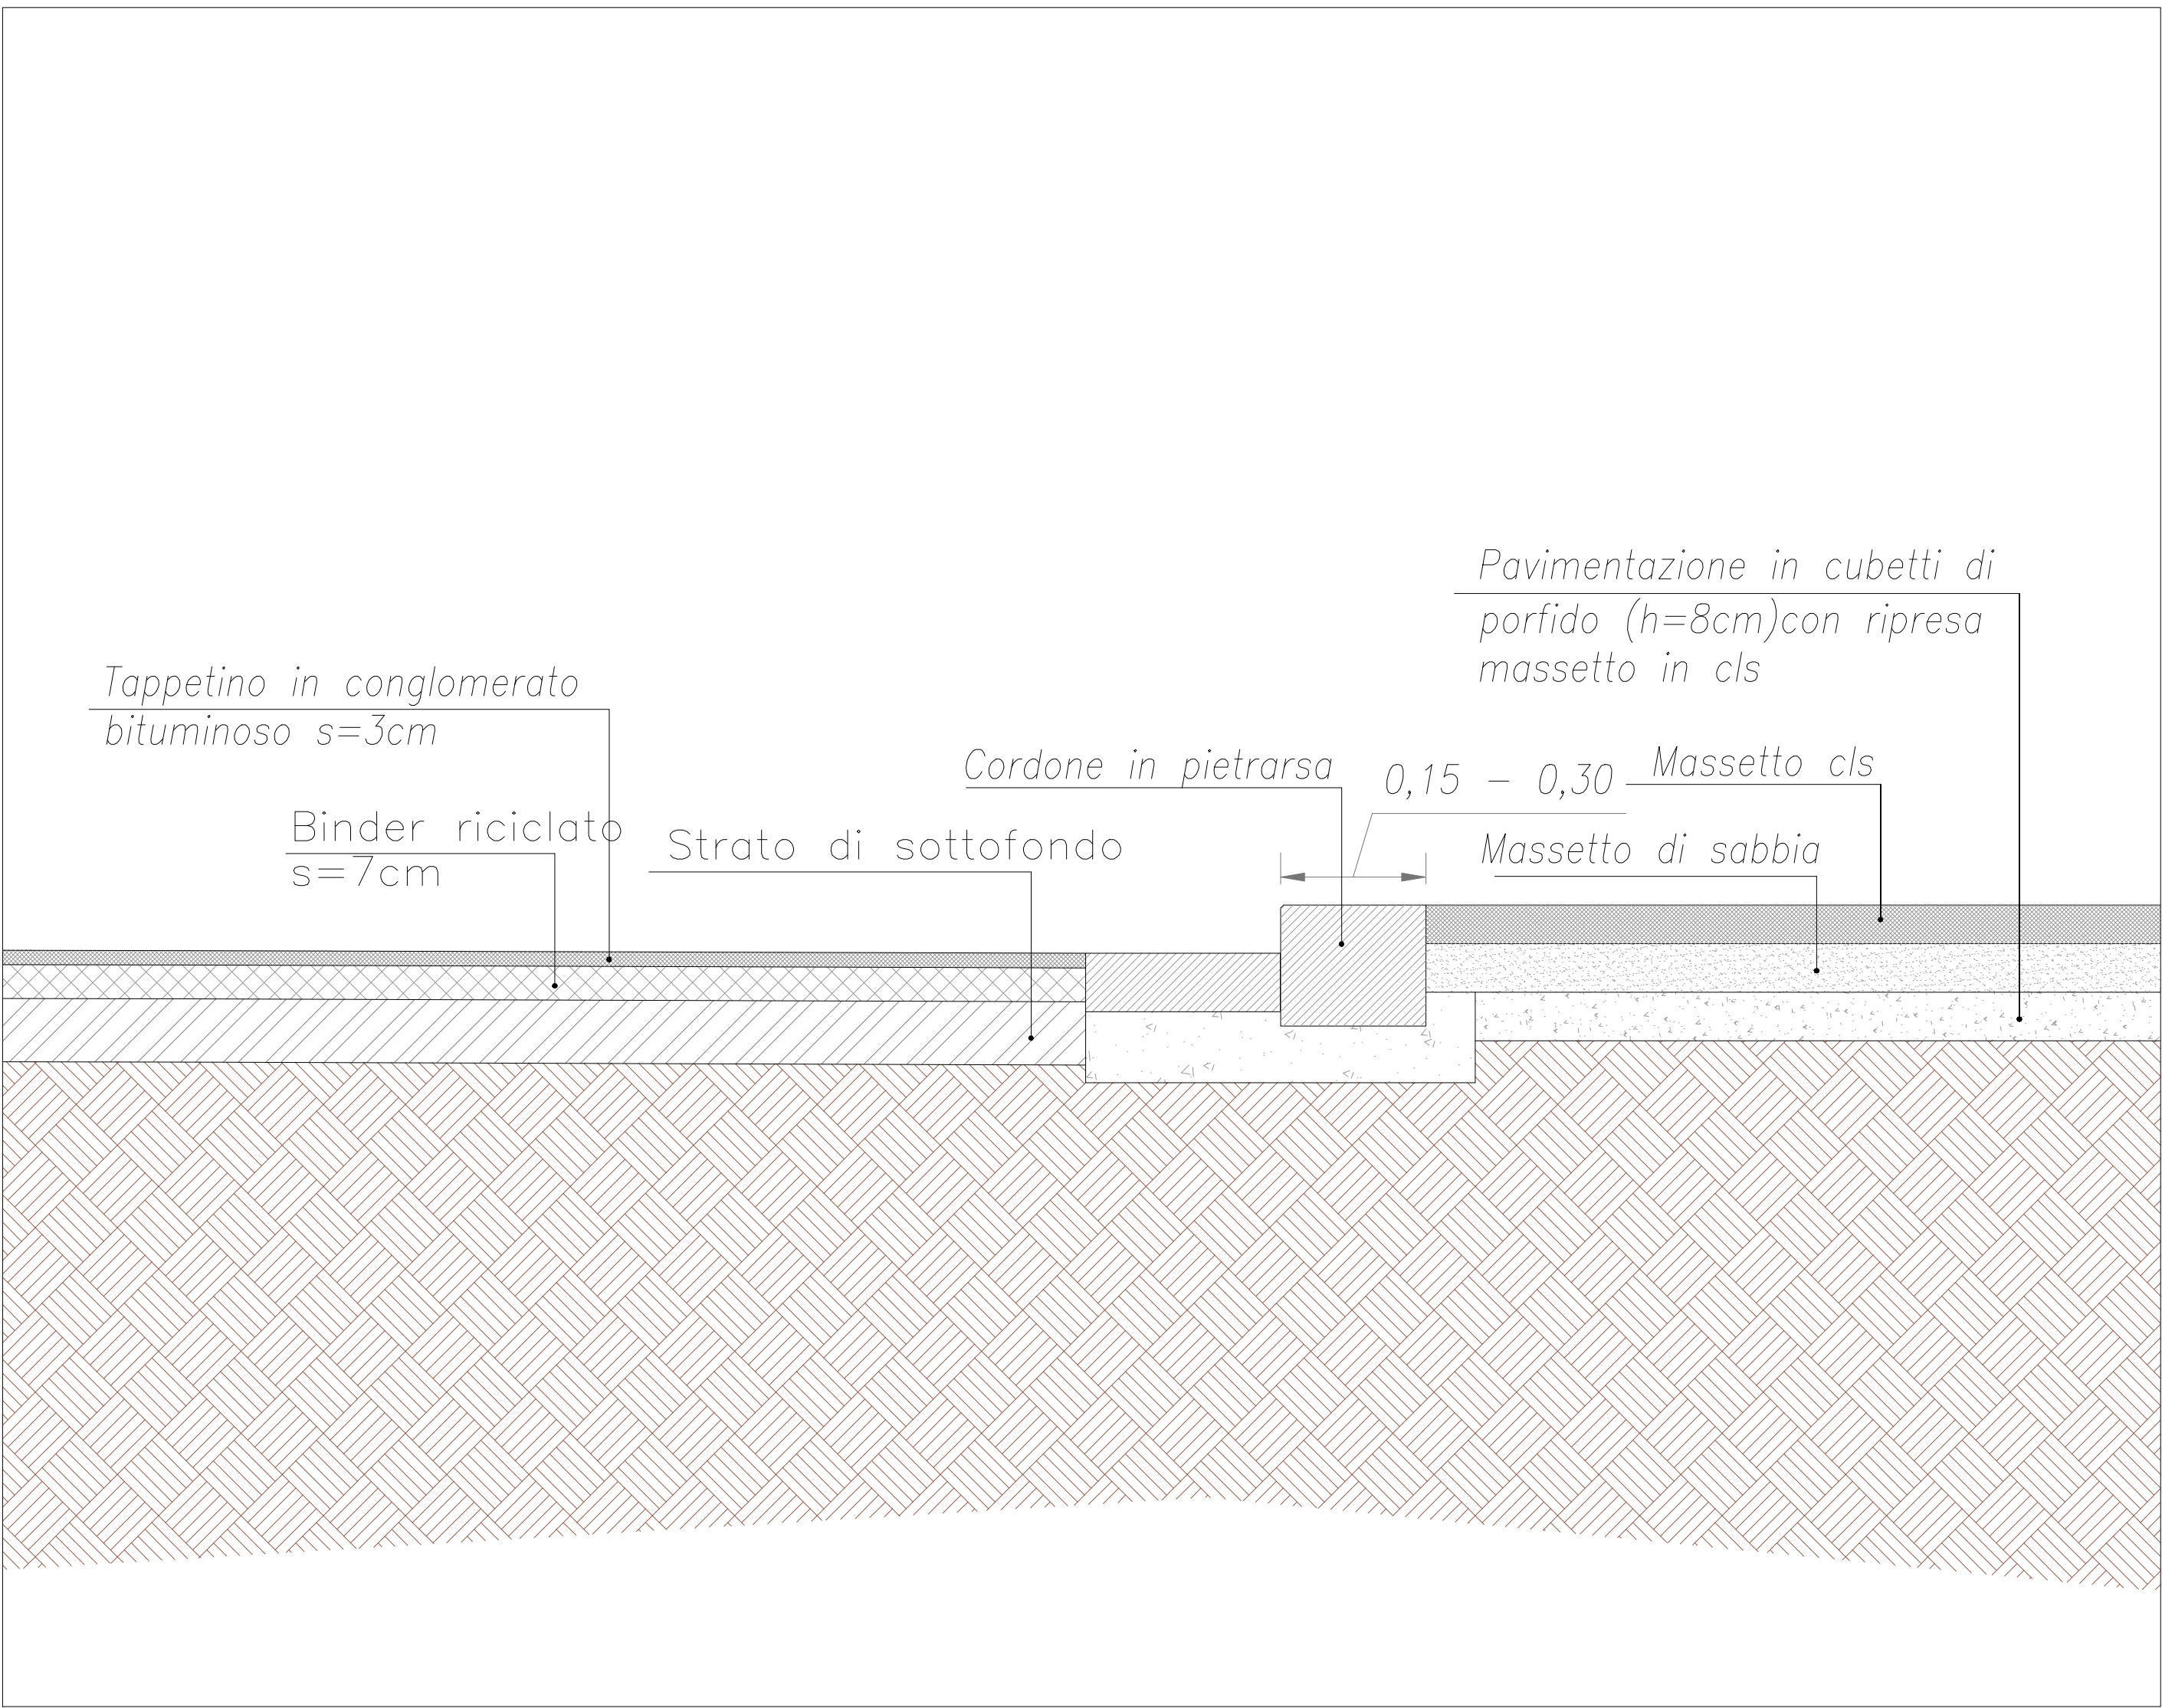 Pavimentazione in cubetti di
porfido (h=8cm)con ripresa
massetto in cls
Tappetino in conglomerato
bituminoso s=3cm
Cordone in pietrarsa
0,15 - 0,30
Massetto cls
Binder riciclato
s=7cm
Strato di sottofondo
Massetto di sabbia